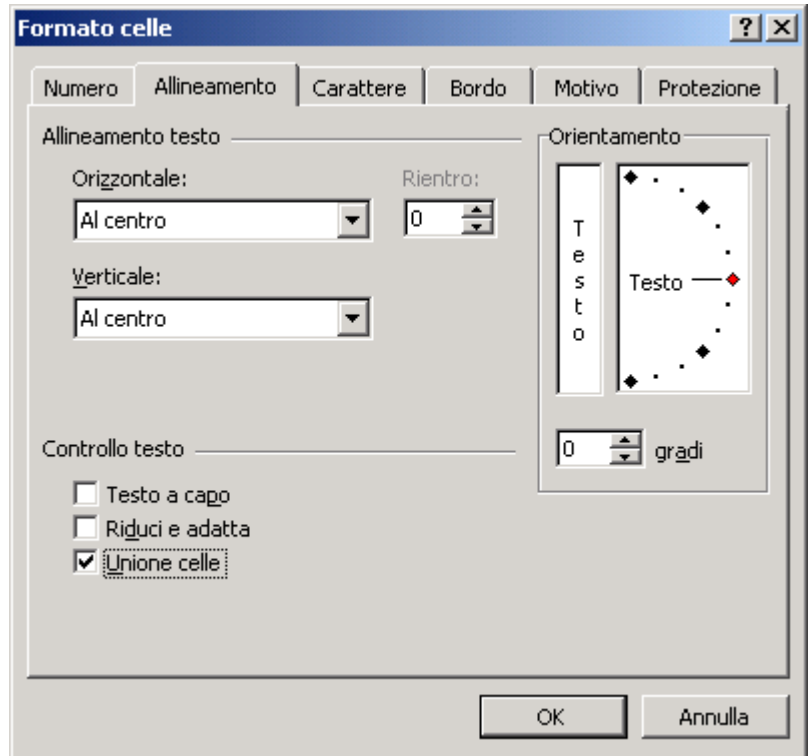 Formato celle
Numero Allineamento Carattere Bordo Motivo Protezione
Allineamento testo
Orizzontale:
Al centro
Rientro:
0
Verticale:
Al centro
Orientamento
Testo
Testo
0 gradi
Controllo testo
Testo a capo
Riduci e adatta
Unione celle
OK Annulla